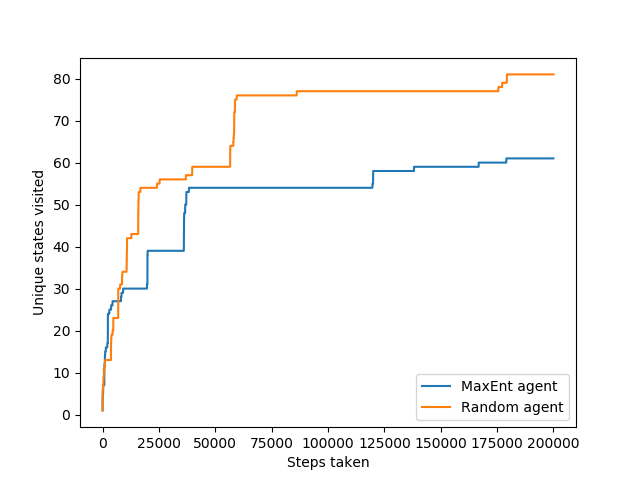 80
70
60
50
40
30
20
10
0
Unique states visited
MaxEnt agent
Random agent
0 25000 50000 75000 100000 125000 150000 175000 200000
Steps taken